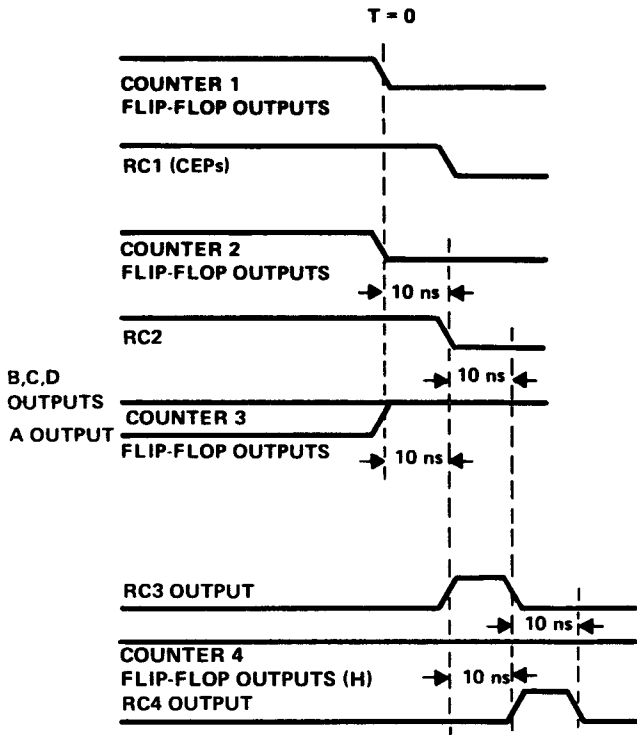 T = 0
COUNTER 1
FLIP-FLOP OUTPUTS
RC1 (CEPs)
COUNTER 2
FLIP-FLOP OUTPUTS
10 ns
RC2
10 ns
B,C,D
OUTPUTS
COUNTER 3
A OUTPUT
FLIP-FLOP OUTPUTS
10 ns
RC3 OUTPUT
10 ns
COUNTER 4
FLIP-FLOP OUTPUTS (H)
10 ns
RC4 OUTPUT